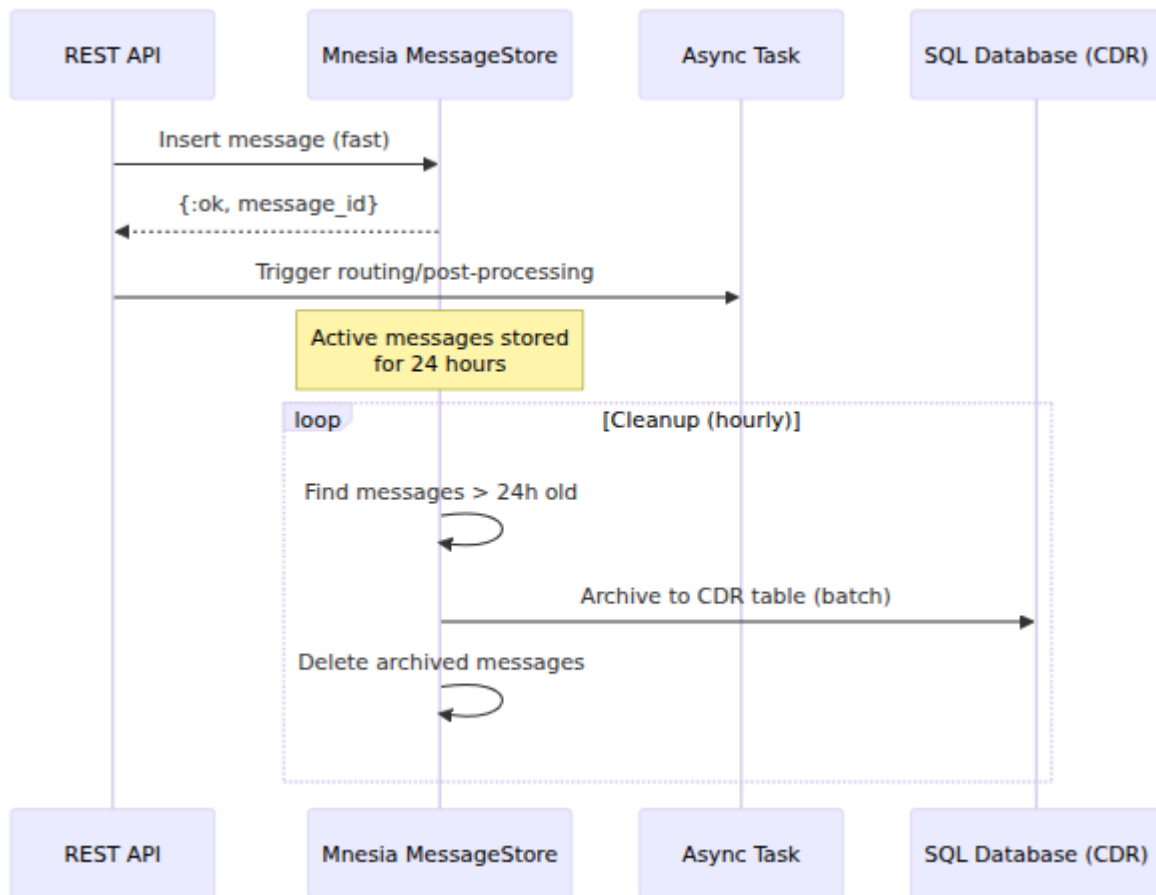 REST API
Mnesia MessageStore
Async Task
SQL Database (CDR)
Insert message (fast)
{:ok, message_id}
Trigger routing/post-processing
Active messages stored
for 24 hours
loop
[Cleanup (hourly)]
Find messages > 24h old
Archive to CDR table (batch)
Delete archived messages
REST API
Mnesia MessageStore
Async Task
SQL Database (CDR)